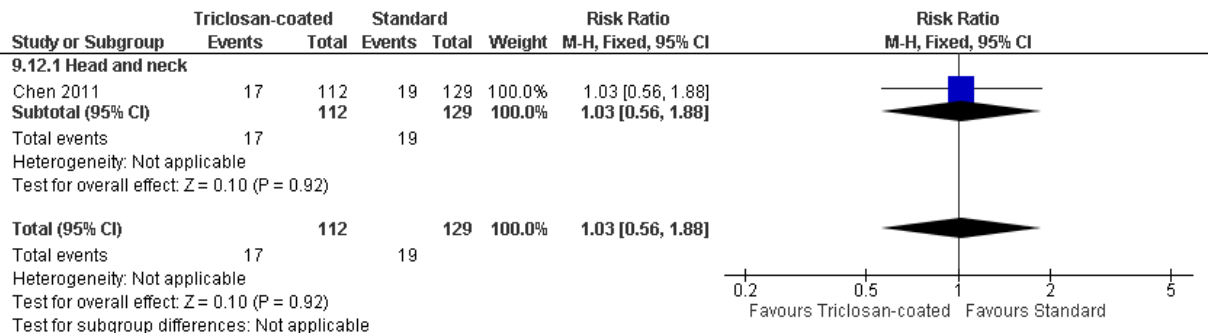 Triclosan-coated Standard Risk Ratio Risk Ratio
Study or Subgroup Events Total Events Total Weight M-H, Fixed, 95% CI M-H, Fixed, 95% CI
9.12.1 Head and neck
Chen 2011 17 112 19 129 100.0% 1.03 [0.56, 1.88]
Subtotal (95% CI) 112 129 100.0% 1.03 [0.56, 1.88]
Total events 17 19
Heterogeneity: Not applicable
Test for overall effect: Z = 0.10 (P = 0.92)
Total (95% CI) 112 129 100.0% 1.03 [0.56, 1.88]
Total events 17 19
Heterogeneity: Not applicable
Test for overall effect: Z = 0.10 (P = 0.92)
Test for subgroup differences: Not applicable
0.2 0.5 1 2 5
Favours Triclosan-coated Favours Standard